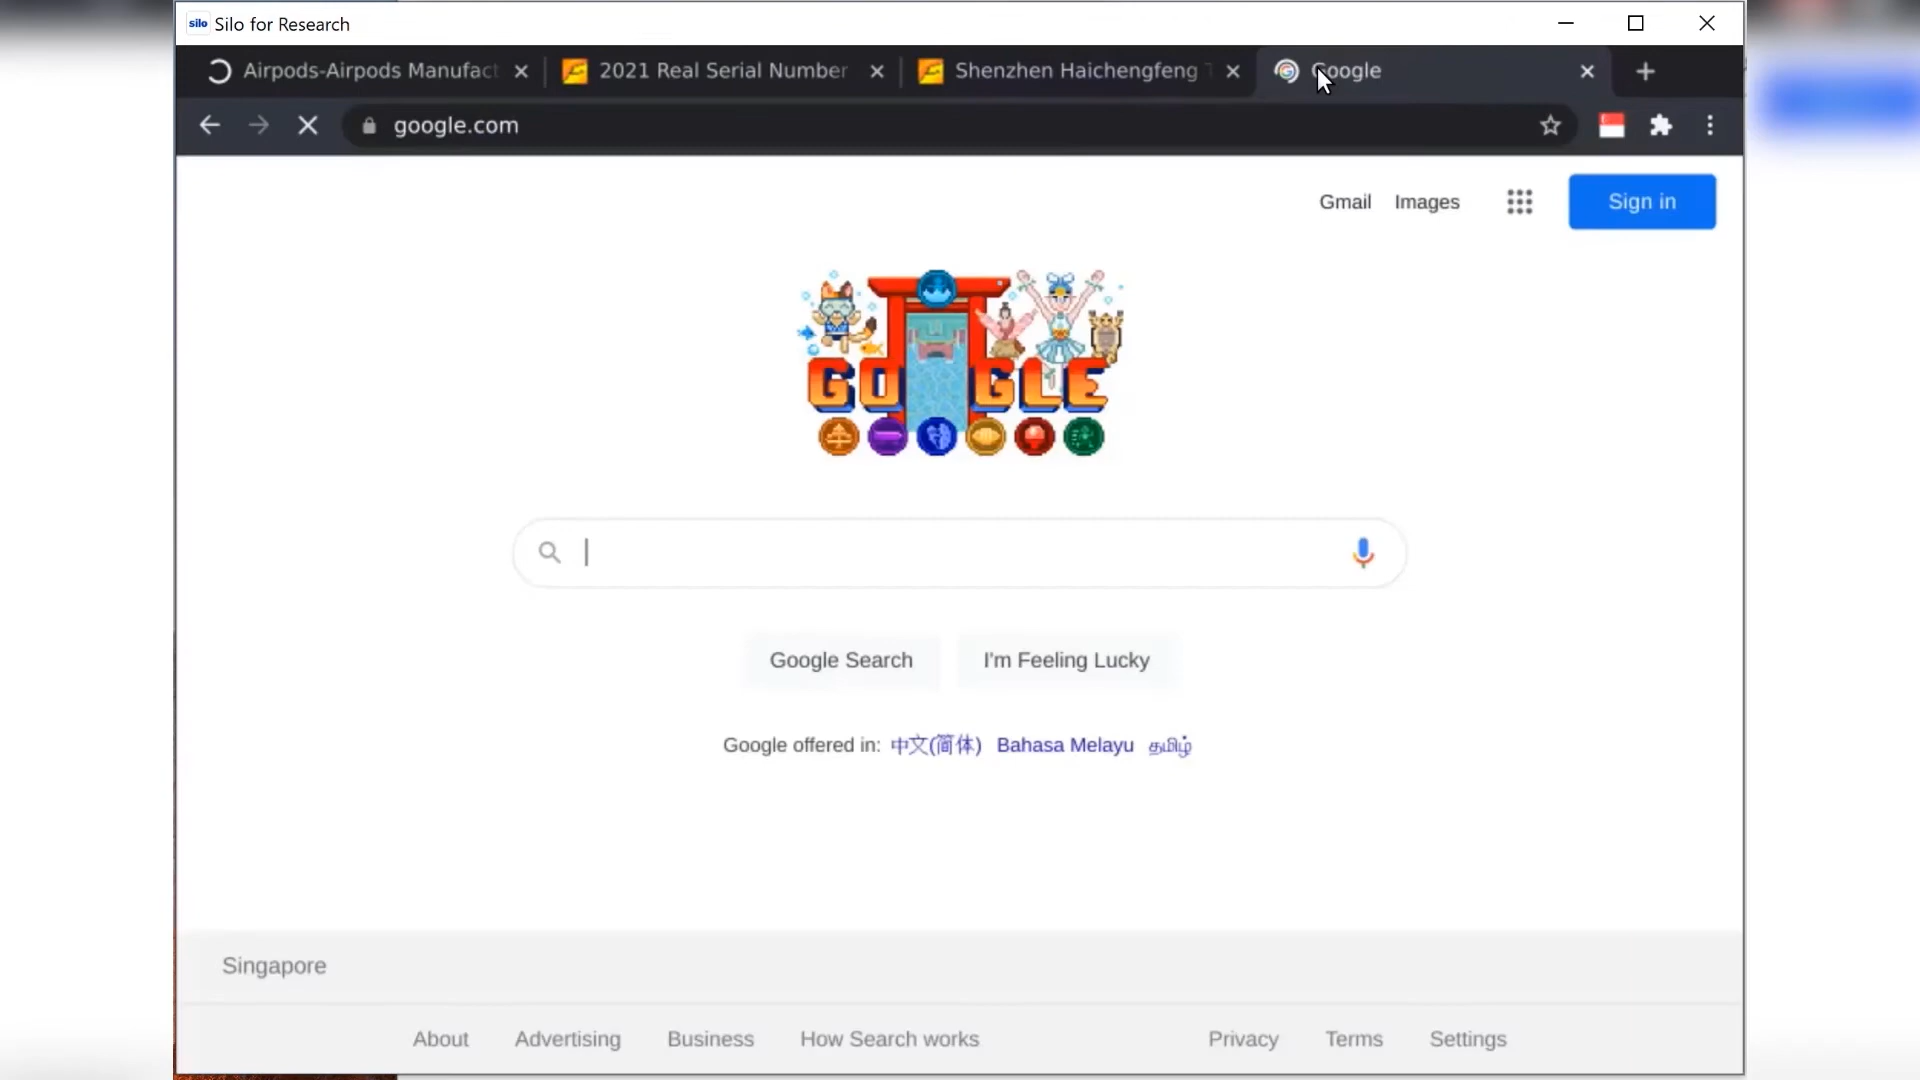 silo Silo for Research
Airpods-Airpods Manufact
2021 Real Serial Number
Shenzhen Haichengfeng T
Google
google.com
Gmail Images Sign in
GOOGLE
Google Search I'm Feeling Lucky
Google offered in: 中文(简体) Bahasa Melayu தமிழ்
Singapore
About Advertising Business How Search works Privacy Terms Settings